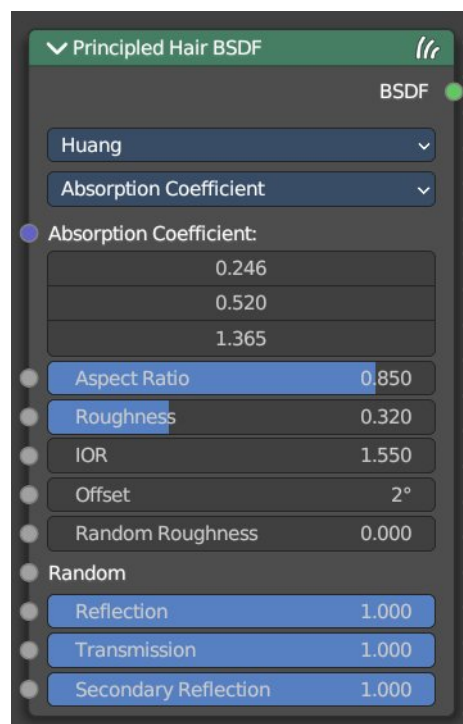 Principled Hair BSDF
BSDF
Huang
Absorption Coefficient
Absorption Coefficient:
0.246
0.520
1.365
Aspect Ratio 0.850
Roughness 0.320
IOR 1.550
Offset 2°
Random Roughness 0.000
Random
Reflection 1.000
Transmission 1.000
Secondary Reflection 1.000